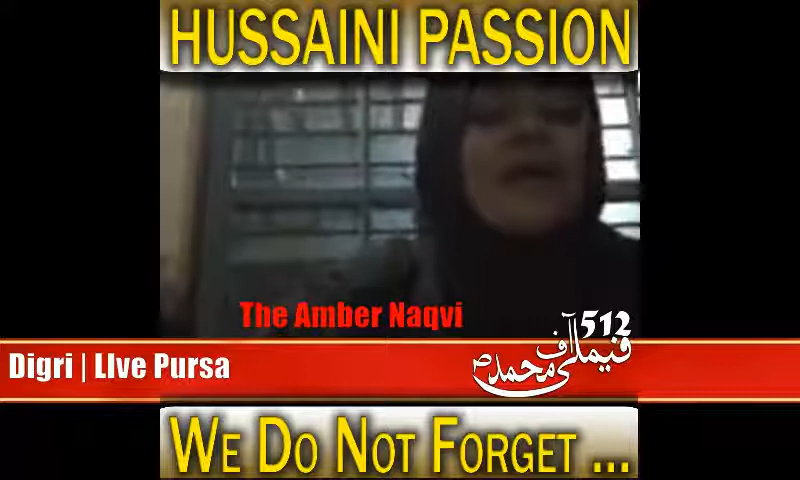 HUSSAINI PASSION
The Amber Naqvi
512
فیملی آف محمدؐ
Digri | LIve Pursa
WE DO NOT FORGET ...